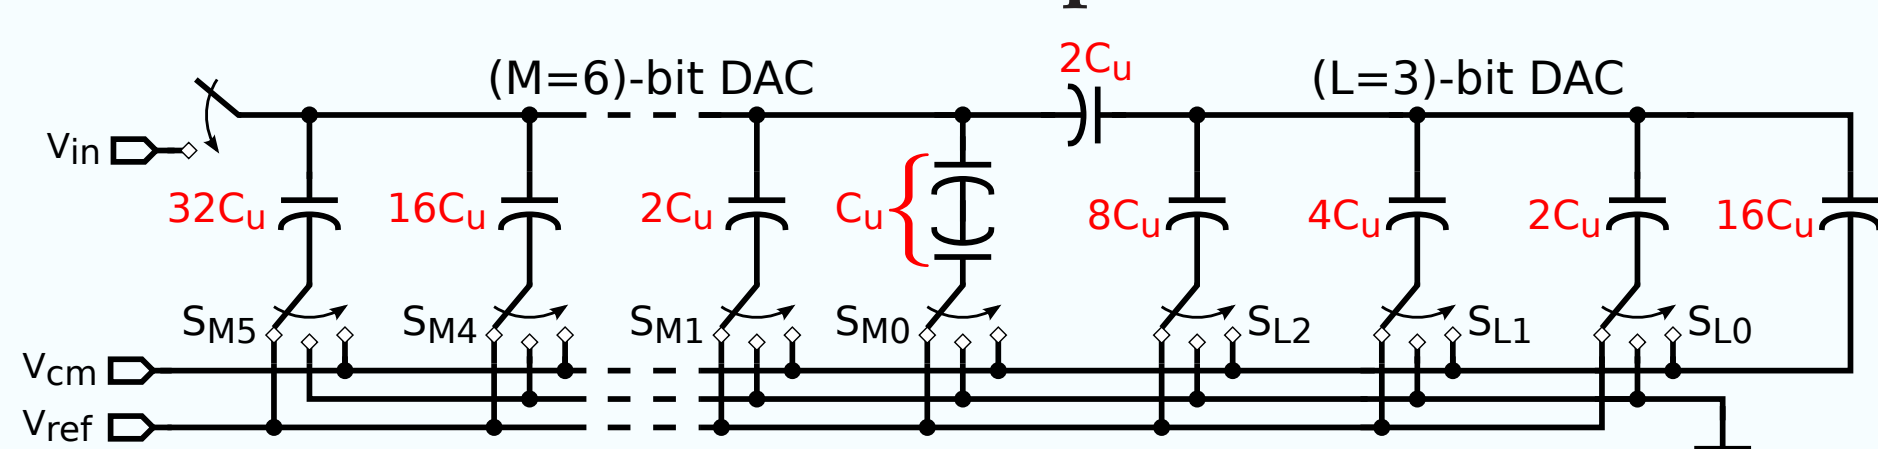 2Cu
(M=6)-bit DAC
(L=3)-bit DAC
Vin
32Cu
16Cu
2Cu
Cu
8Cu
4Cu
2Cu
16Cu
SM5
SM4
SM1
SM0
SL2
SL1
SL0
Vcm
Vref